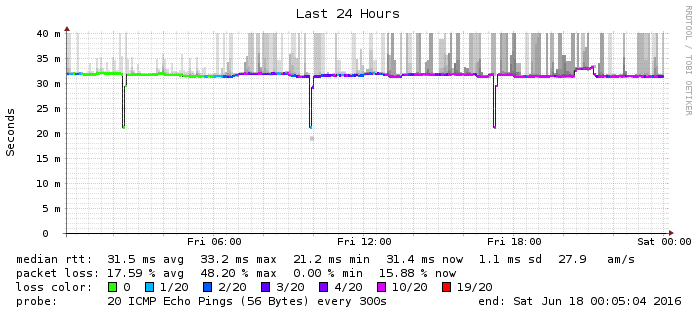 Last 24 Hours
RRDTOOL / TOBI OETIKER
Seconds
40 m
35 m
30 m
25 m
20 m
15 m
10 m
5 m
0
Fri 06:00 Fri 12:00 Fri 18:00 Sat 00:00
median rtt: 31.5 ms avg 33.2 ms max 21.2 ms min 31.4 ms now 1.1 ms sd 27.9 am/s
packet loss: 17.59 % avg 48.20 % max 0.00 % min 15.88 % now
loss color: 0 1/20 2/20 3/20 4/20 10/20 19/20
probe: 20 ICMP Echo Pings (56 Bytes) every 300s end: Sat Jun 18 00:05:04 2016